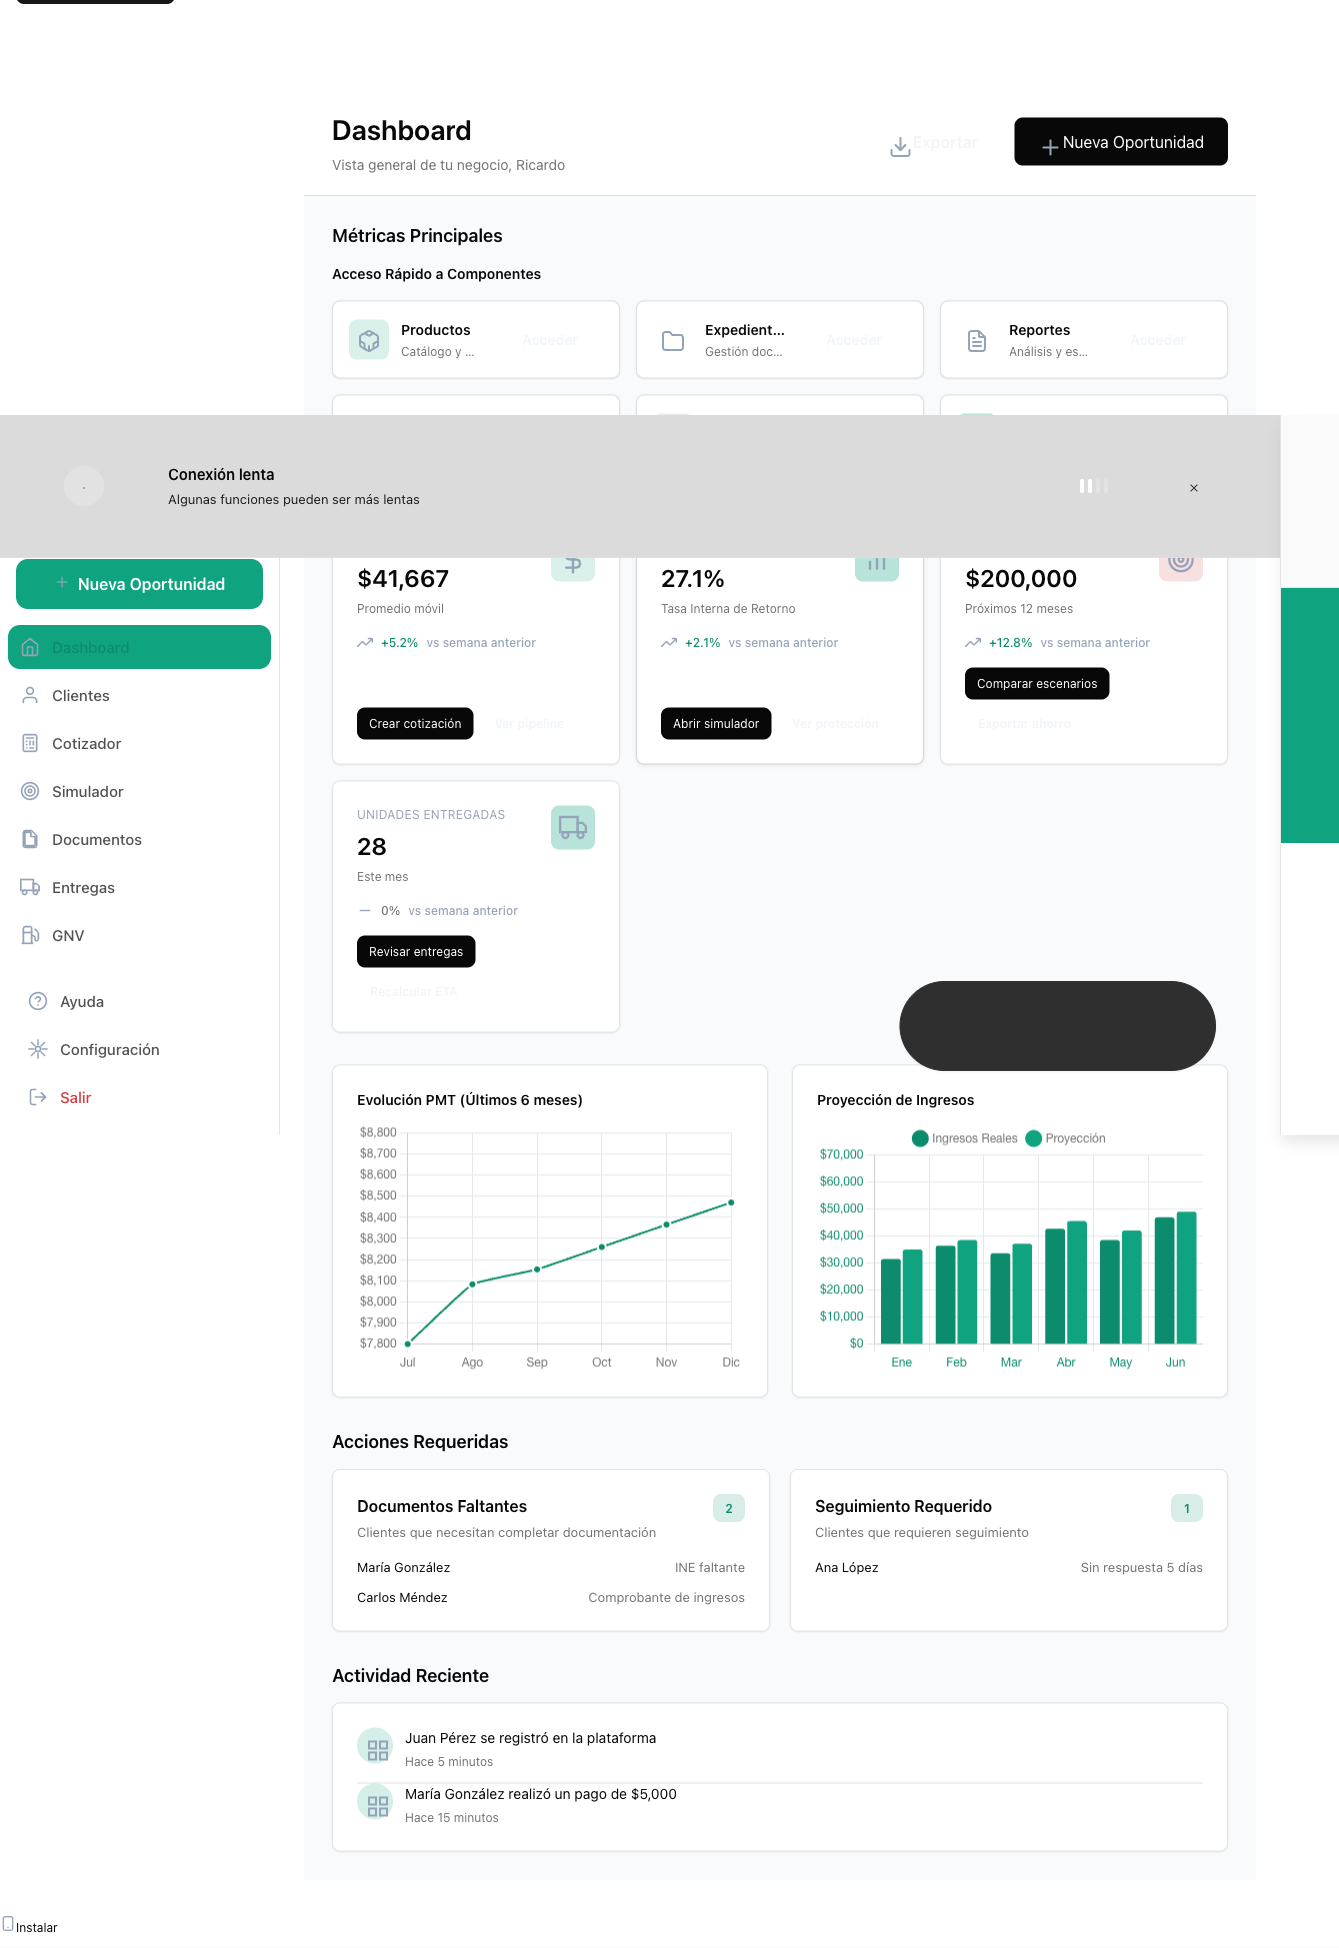 Dashboard
Vista general de tu negocio, Ricardo
Exportar
Nueva Oportunidad
Métricas Principales
Acceso Rápido a Componentes
Productos
Catálogo y ...
Acceder
Expedient...
Gestión doc...
Acceder
Reportes
Análisis y es...
Acceder
Conexión lenta
Algunas funciones pueden ser más lentas
×
Nueva Oportunidad
Dashboard
Clientes
Cotizador
Simulador
Documentos
Entregas
GNV
Ayuda
Configuración
Salir
$41,667
Promedio móvil
+5.2% vs semana anterior
Crear cotización
Ver pipeline
27.1%
Tasa Interna de Retorno
+2.1% vs semana anterior
Abrir simulador
Ver protección
$200,000
Próximos 12 meses
+12.8% vs semana anterior
Comparar escenarios
Exportar ahorro
UNIDADES ENTREGADAS
28
Este mes
0% vs semana anterior
Revisar entregas
Recalcular ETA
Evolución PMT (Últimos 6 meses)
$8,800
$8,700
$8,600
$8,500
$8,400
$8,300
$8,200
$8,100
$8,000
$7,900
$7,800
Jul Ago Sep Oct Nov Dic
Proyección de Ingresos
Ingresos Reales Proyección
$70,000
$60,000
$50,000
$40,000
$30,000
$20,000
$10,000
$0
Ene Feb Mar Abr May Jun
Acciones Requeridas
Documentos Faltantes
2
Clientes que necesitan completar documentación
María González INE faltante
Carlos Méndez Comprobante de ingresos
Seguimiento Requerido
1
Clientes que requieren seguimiento
Ana López Sin respuesta 5 días
Actividad Reciente
Juan Pérez se registró en la plataforma
Hace 5 minutos
María González realizó un pago de $5,000
Hace 15 minutos
Instalar